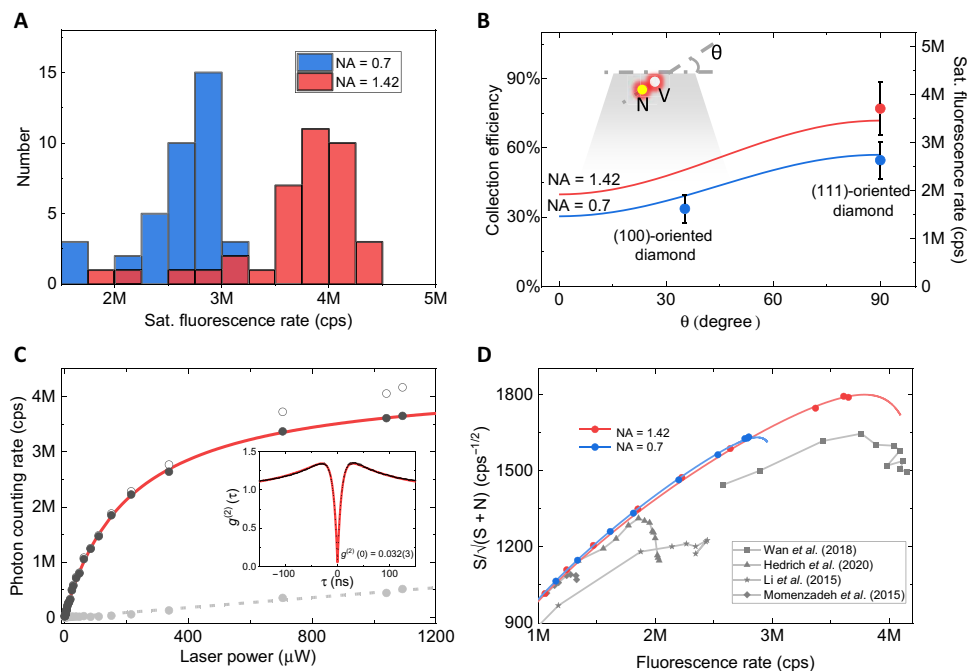 A
NA = 0.7
NA = 1.42
15
10
5
0
Number
2M
3M
4M
5M
Sat. fluorescence rate (cps)
B
90%
60%
30%
0%
Collection efficiency
θ
N
V
NA = 1.42
NA = 0.7
(100)-oriented
diamond
(111)-oriented
diamond
5M
4M
3M
2M
1M
0
Sat. fluorescence rate
(cps)
0
30
60
90
θ (degree)
C
4M
3M
2M
1M
0
Photon counting rate (cps)
1.0
0.5
0.0
g⁽²⁾(τ)
g⁽²⁾ (0) = 0.032(3)
-100
0
100
τ (ns)
0
400
800
1200
Laser power (μW)
D
1800
1500
1200
900
S/√(S + N) (cps⁻¹/²)
NA = 1.42
NA = 0.7
Wan et al. (2018)
Hedrich et al. (2020)
Li et al. (2015)
Momenzadeh et al. (2015)
1M
2M
3M
4M
Fluorescence rate (cps)